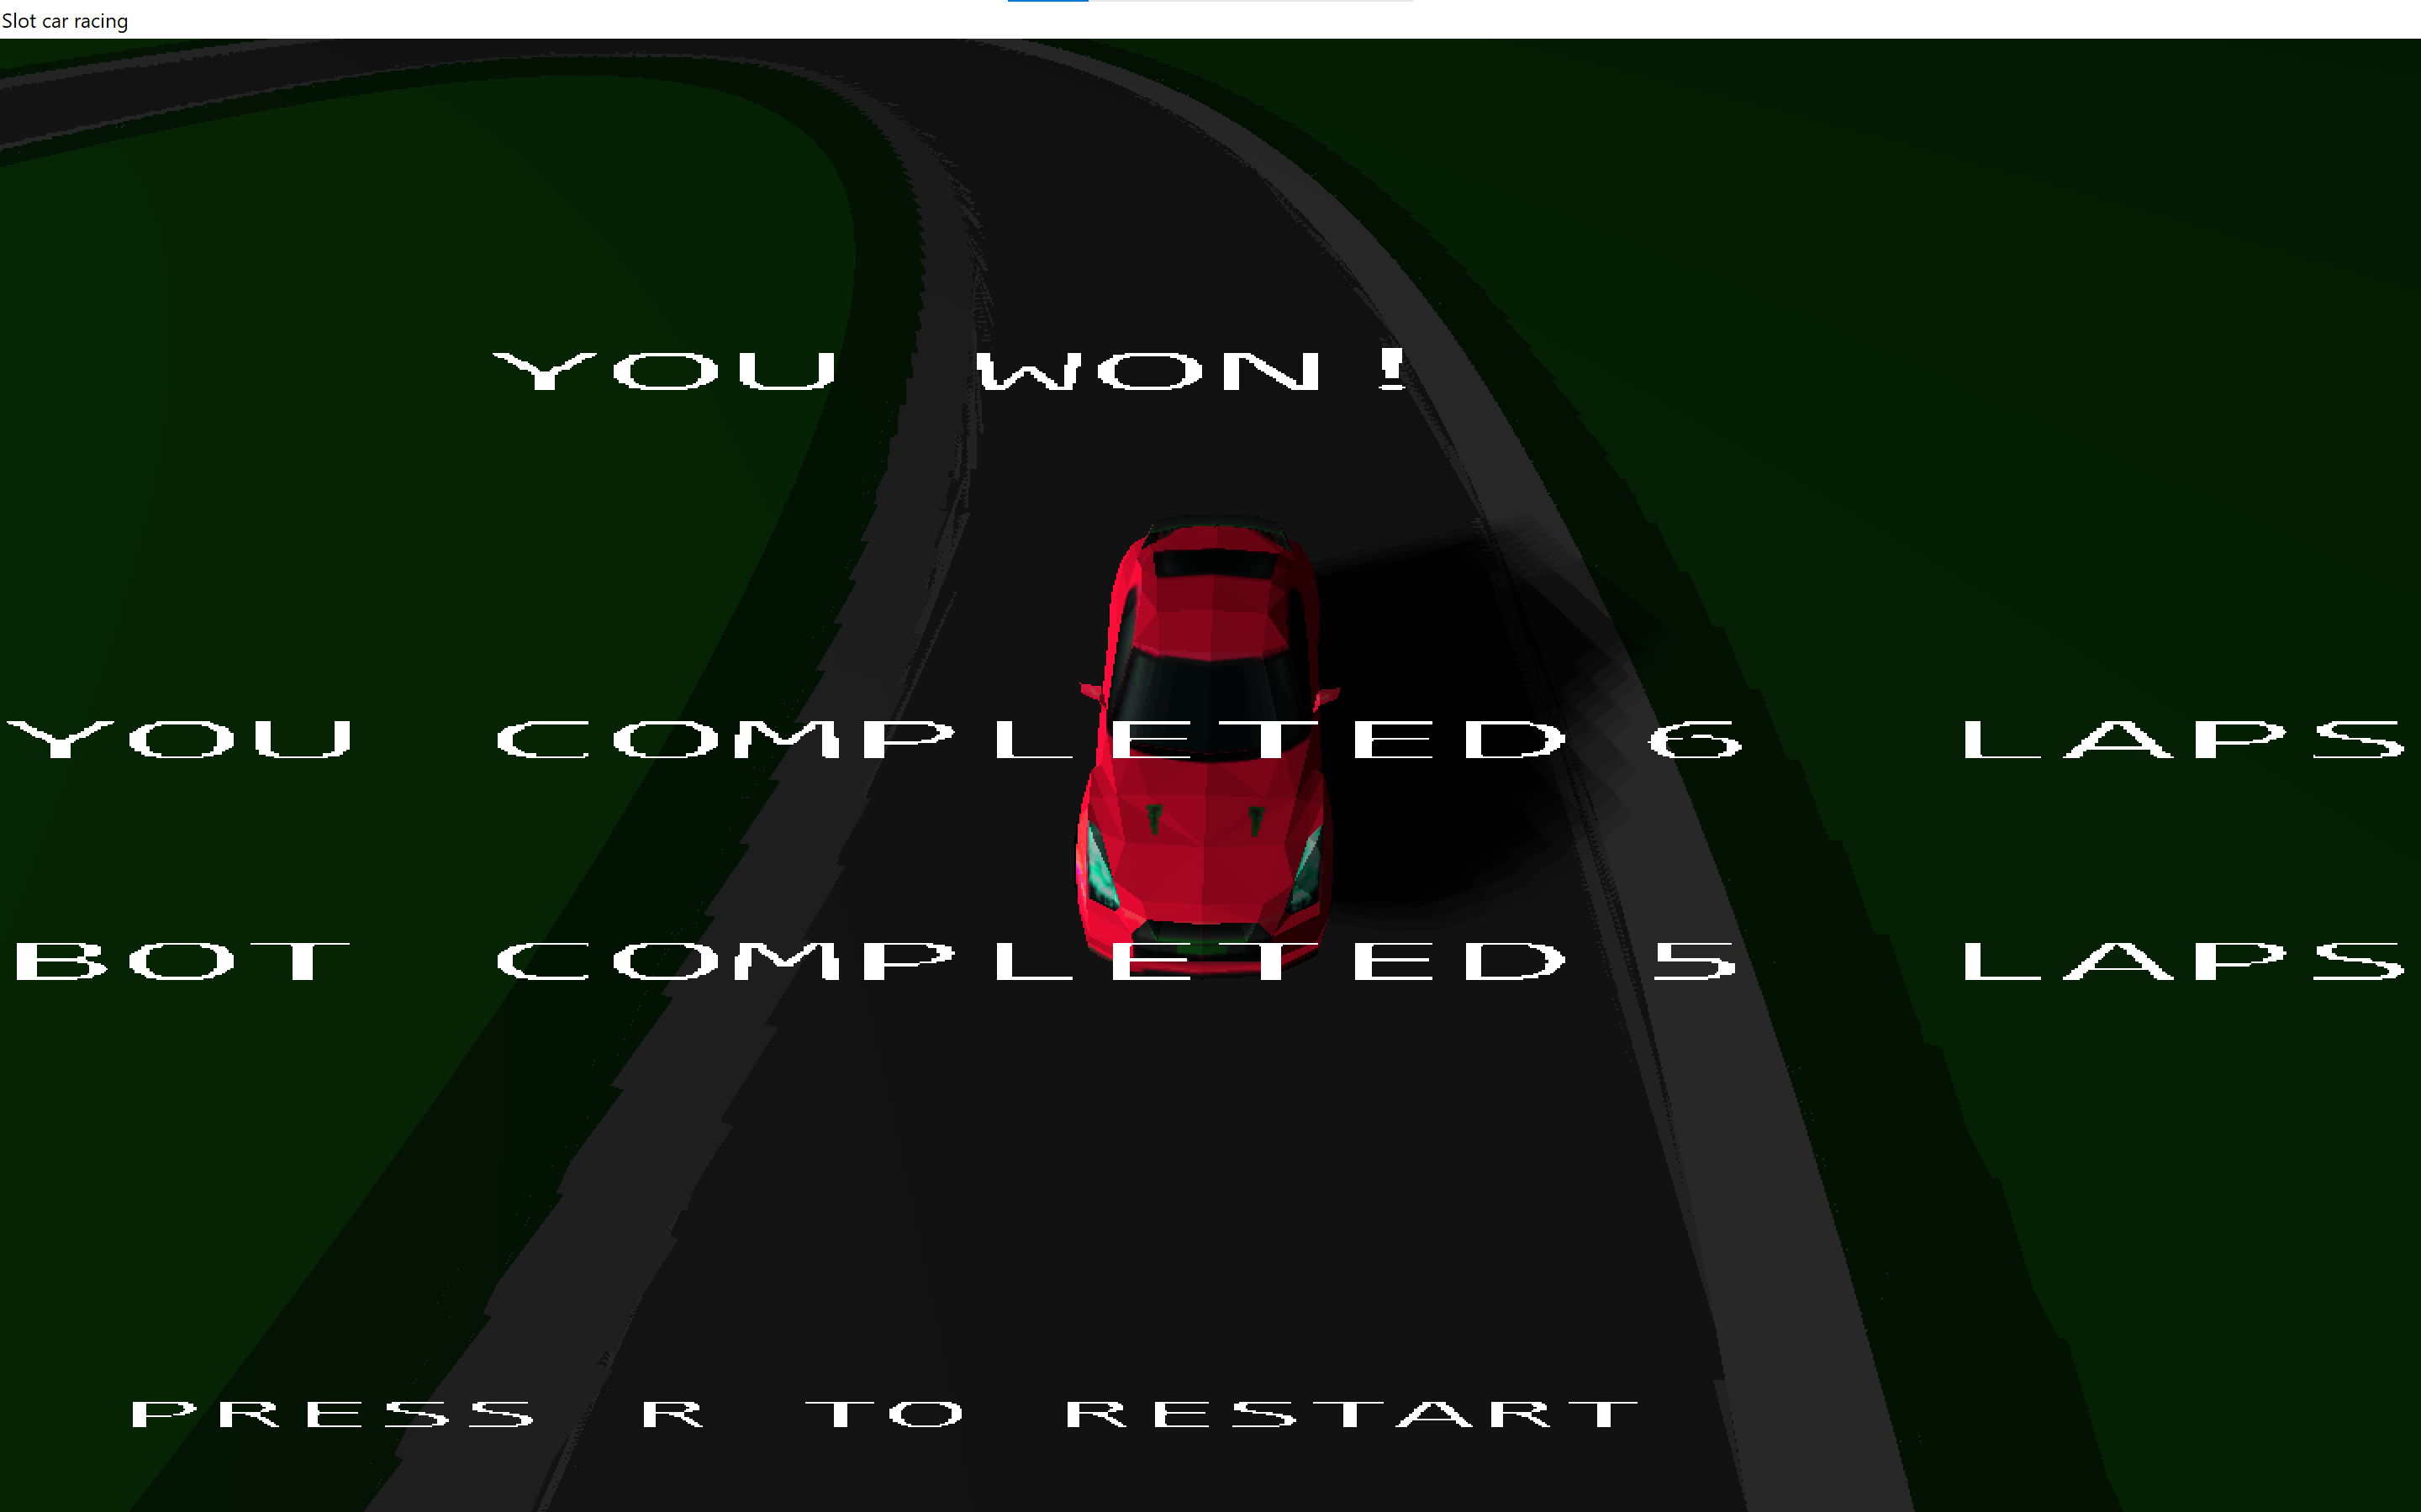 Slot car racing
YOU WON!
YOU COMPLETED 6 LAPS
BOT COMPLETED 5 LAPS
PRESS R TO RESTART